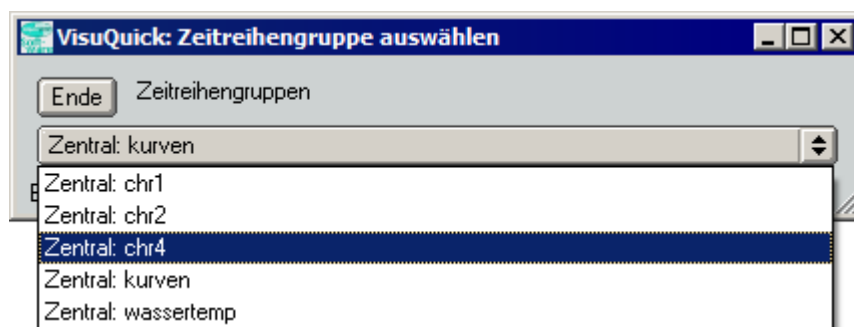 VisuQuick: Zeitreihengruppe auswählen
Ende Zeitreihengruppen
Zentral: kurven
Zentral: chr1
Zentral: chr2
Zentral: chr4
Zentral: kurven
Zentral: wassertemp